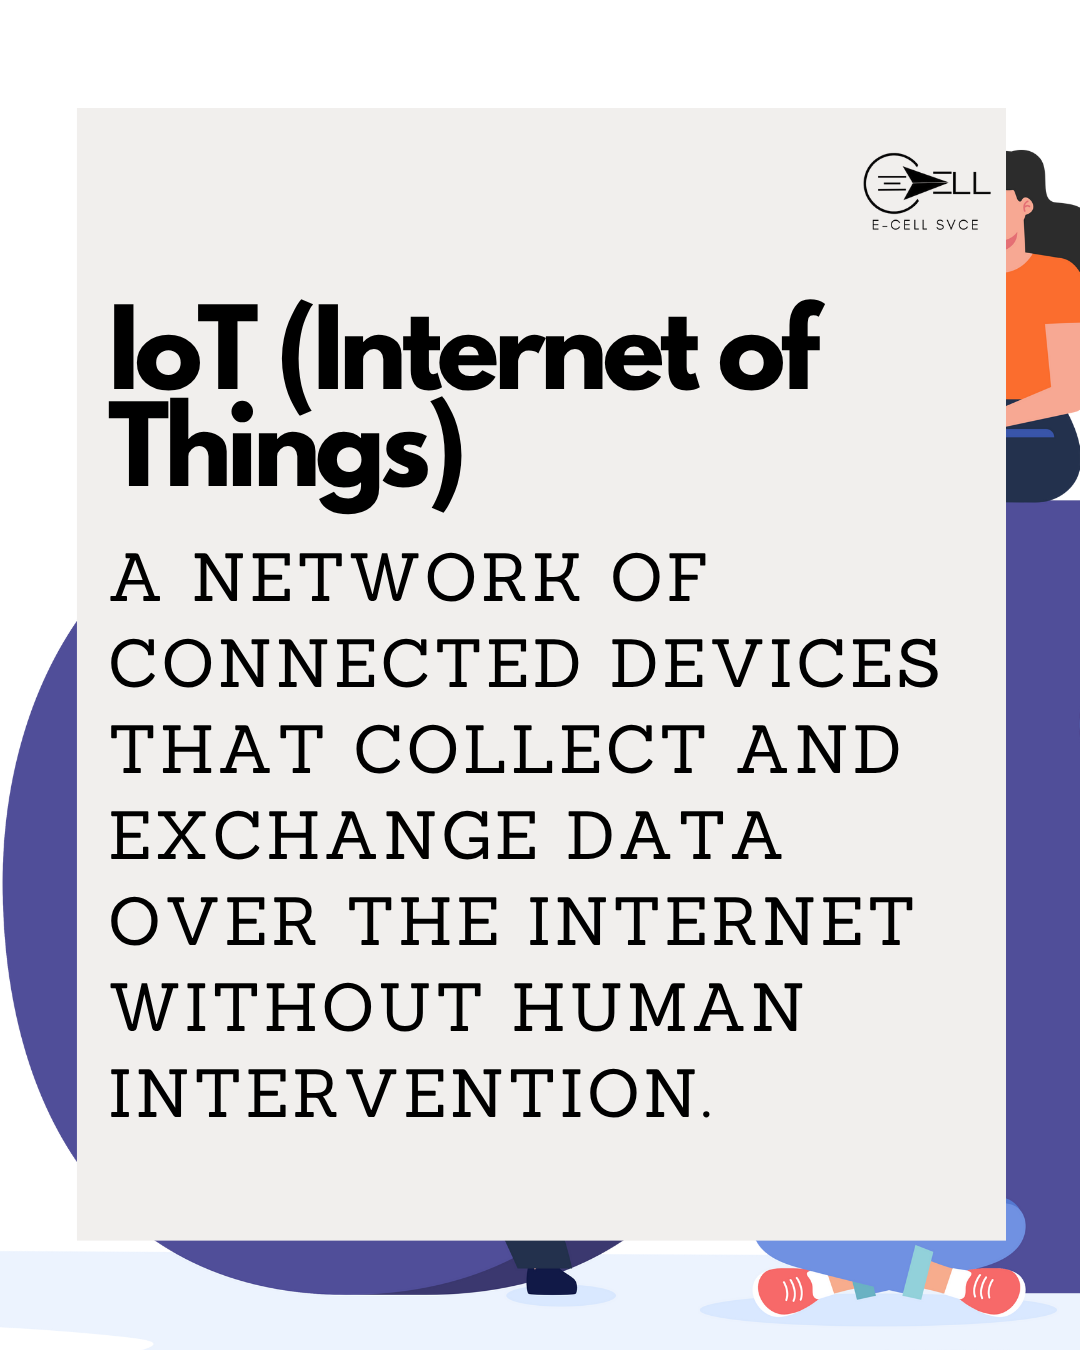 ELL
E-CELL SVCE
IoT (Internet of
Things)
A NETWORK OF
CONNECTED DEVICES
THAT COLLECT AND
EXCHANGE DATA
OVER THE INTERNET
WITHOUT HUMAN
INTERVENTION.